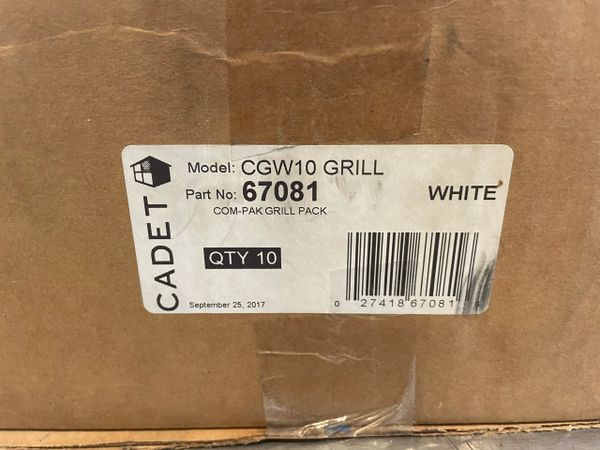 CADET
Model: CGW10 GRILL
Part No: 67081
WHITE
COM-PAK GRILL PACK
QTY 10
September 25, 2017
0 27418 67081